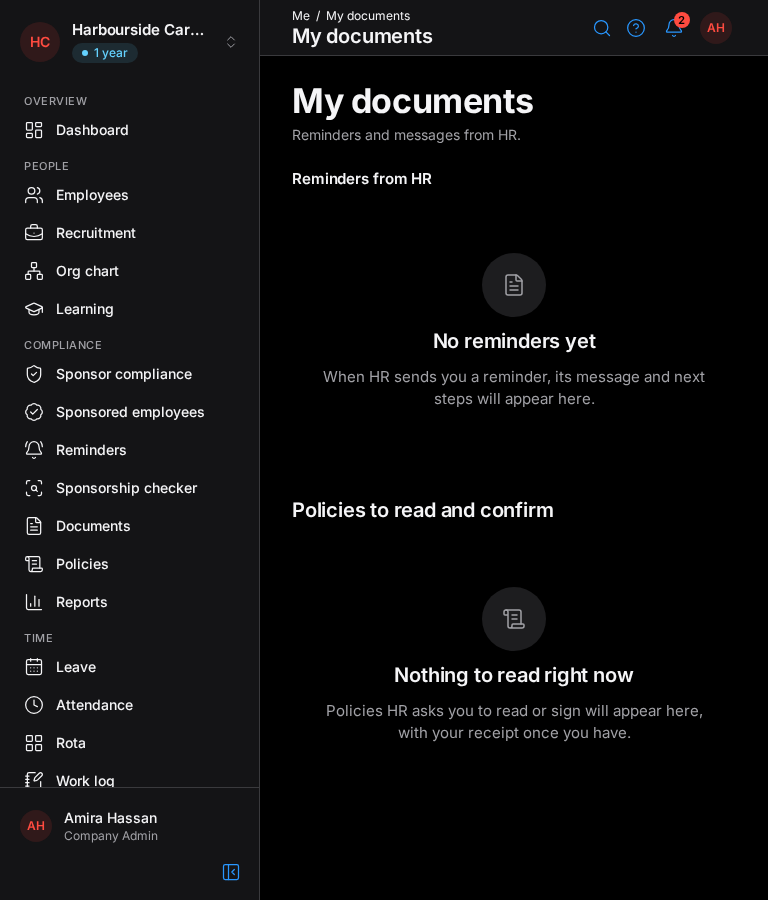 HC
Harbourside Car...
1 year
OVERVIEW
Dashboard
PEOPLE
Employees
Recruitment
Org chart
Learning
COMPLIANCE
Sponsor compliance
Sponsored employees
Reminders
Sponsorship checker
Documents
Policies
Reports
TIME
Leave
Attendance
Rota
Work log
AH
Amira Hassan
Company Admin
Me / My documents
My documents
2
AH
My documents
Reminders and messages from HR.
Reminders from HR
No reminders yet
When HR sends you a reminder, its message and next
steps will appear here.
Policies to read and confirm
Nothing to read right now
Policies HR asks you to read or sign will appear here,
with your receipt once you have.